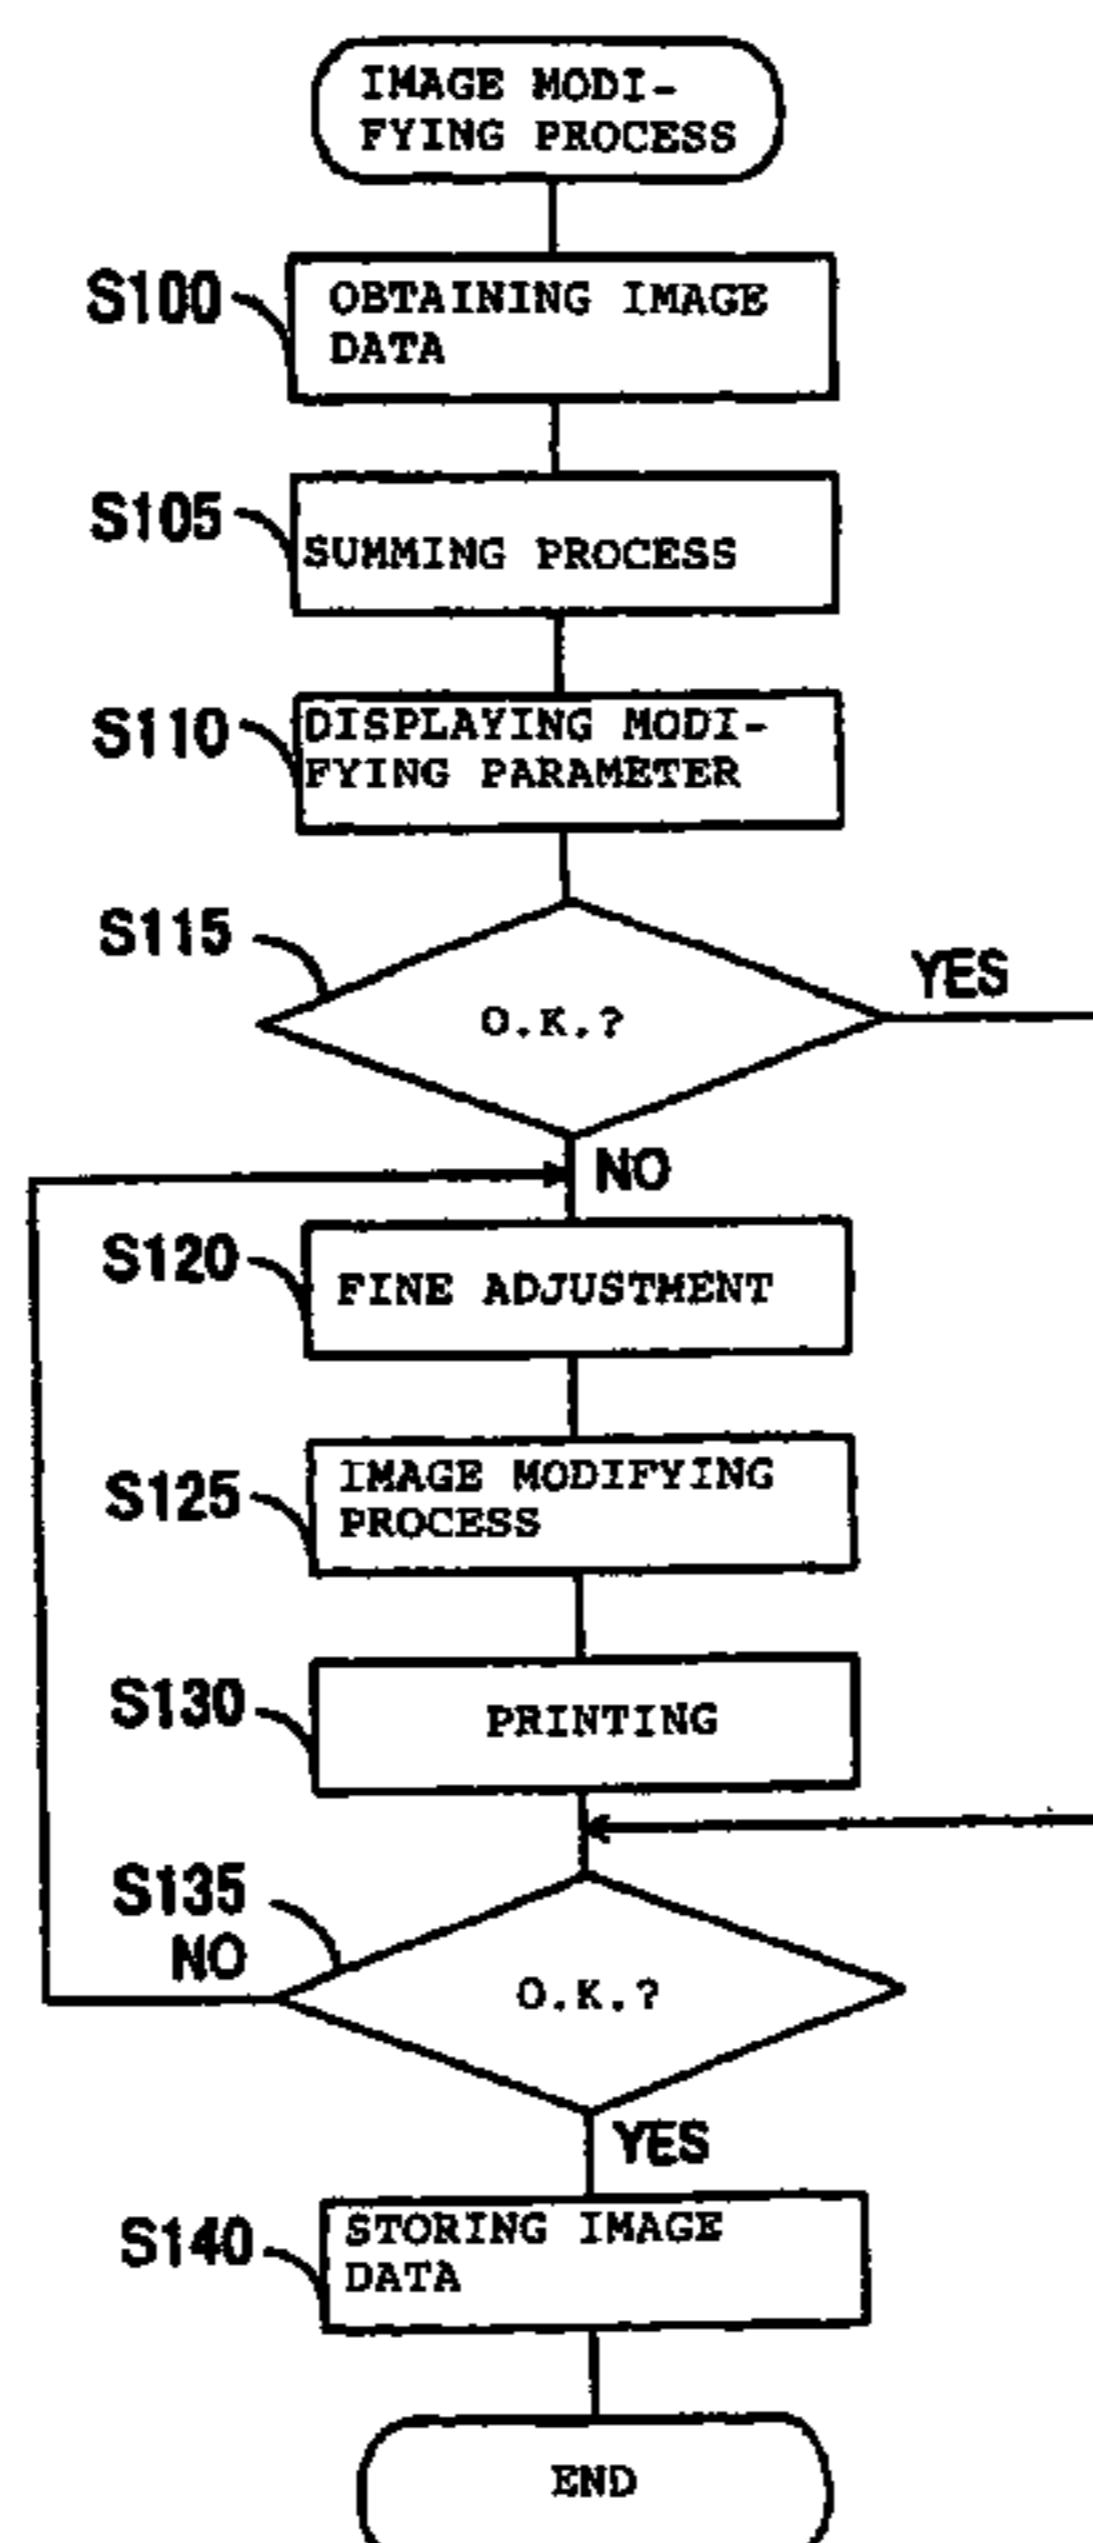 IMAGE MODI-
FYING PROCESS
S100
OBTAINING IMAGE
DATA
S105
SUMMING PROCESS
S110
DISPLAYING MODI-
FYING PARAMETER
S115
O.K.?
YES
NO
S120
FINE ADJUSTMENT
S125
IMAGE MODIFYING
PROCESS
S130
PRINTING
S135
NO
O.K.?
YES
S140
STORING IMAGE
DATA
END